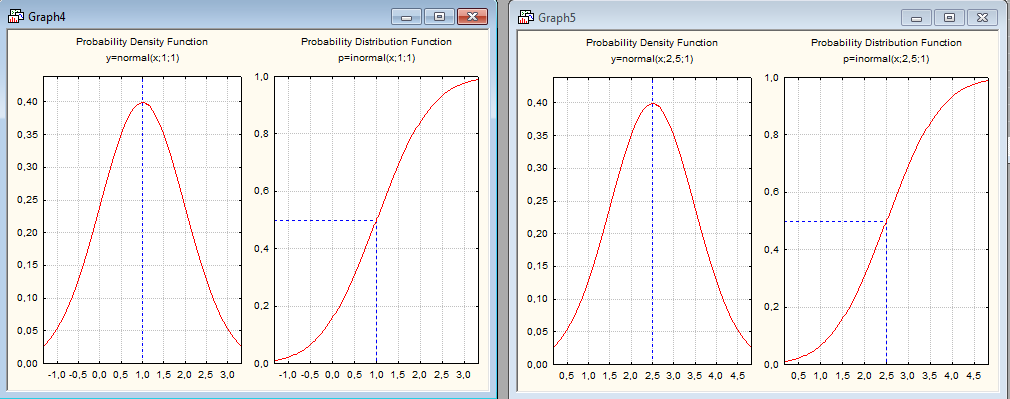 Graph4
Probability Density Function
y=normal(x;1;1)
0,40
0,35
0,30
0,25
0,20
0,15
0,10
0,05
0,00
-1,0 -0,5 0,0 0,5 1,0 1,5 2,0 2,5 3,0
Probability Distribution Function
p=inormal(x;1;1)
1,0
0,8
0,6
0,4
0,2
0,0
-1,0 -0,5 0,0 0,5 1,0 1,5 2,0 2,5 3,0
Graph5
Probability Density Function
y=normal(x;2,5;1)
0,40
0,35
0,30
0,25
0,20
0,15
0,10
0,05
0,00
0,5 1,0 1,5 2,0 2,5 3,0 3,5 4,0 4,5
Probability Distribution Function
p=inormal(x;2,5;1)
1,0
0,8
0,6
0,4
0,2
0,0
0,5 1,0 1,5 2,0 2,5 3,0 3,5 4,0 4,5